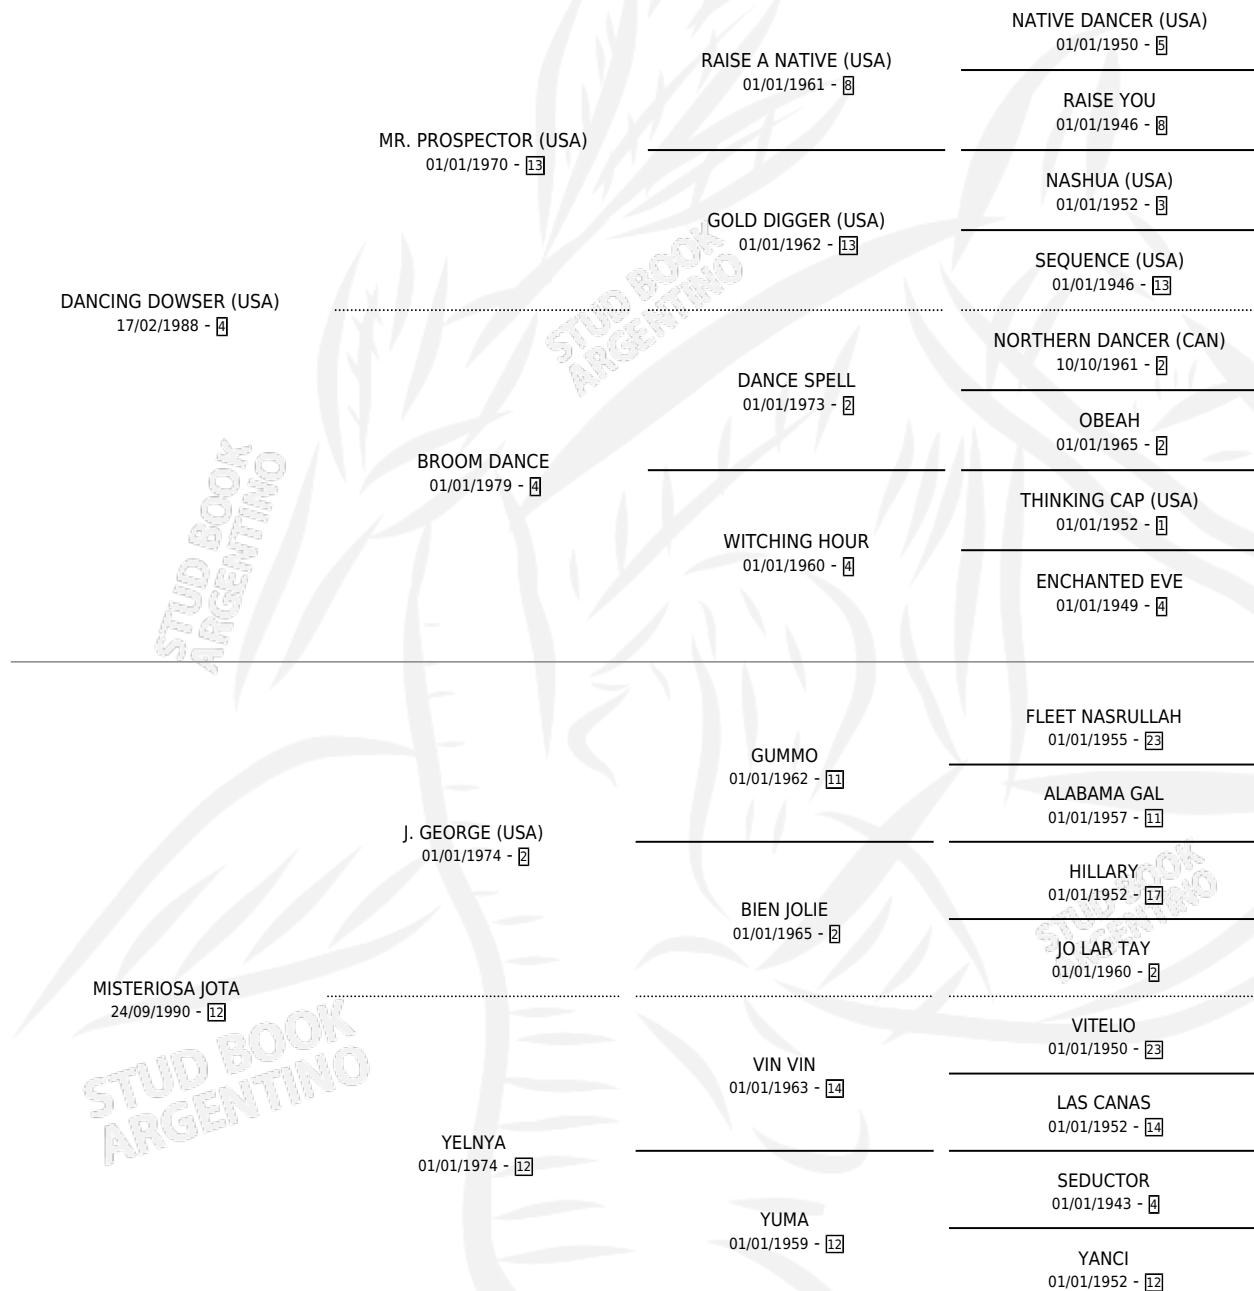 NATIVE DANCER (USA)
01/01/1950 - 5
RAISE A NATIVE (USA)
01/01/1961 - 8
RAISE YOU
01/01/1946 - 8
MR. PROSPECTOR (USA)
01/01/1970 - 13
NASHUA (USA)
01/01/1952 - 3
GOLD DIGGER (USA)
01/01/1962 - 13
SEQUENCE (USA)
01/01/1946 - 13
DANCING DOWSER (USA)
17/02/1988 - 4
STUD BOOK
ARGENTINO
NORTHERN DANCER (CAN)
10/10/1961 - 2
DANCE SPELL
01/01/1973 - 2
OBEAH
01/01/1965 - 2
BROOM DANCE
01/01/1979 - 4
THINKING CAP (USA)
01/01/1952 - 1
WITCHING HOUR
01/01/1960 - 4
ENCHANTED EVE
01/01/1949 - 4
STUD BOOK
ARGENTINO
FLEET NASRULLAH
01/01/1955 - 23
GUMMO
01/01/1962 - 11
ALABAMA GAL
01/01/1957 - 11
J. GEORGE (USA)
01/01/1974 - 2
HILLARY
01/01/1952 - 17
BIEN JOLIE
01/01/1965 - 2
JO LAR TAY
01/01/1960 - 2
STUD BOOK
ARGENTINO
MISTERIOSA JOTA
24/09/1990 - 12
VITELIO
01/01/1950 - 23
VIN VIN
01/01/1963 - 14
LAS CANAS
01/01/1952 - 14
STUD BOOK
ARGENTINO
YELNYA
01/01/1974 - 12
SEDUCTOR
01/01/1943 - 4
YUMA
01/01/1959 - 12
YANCI
01/01/1952 - 12